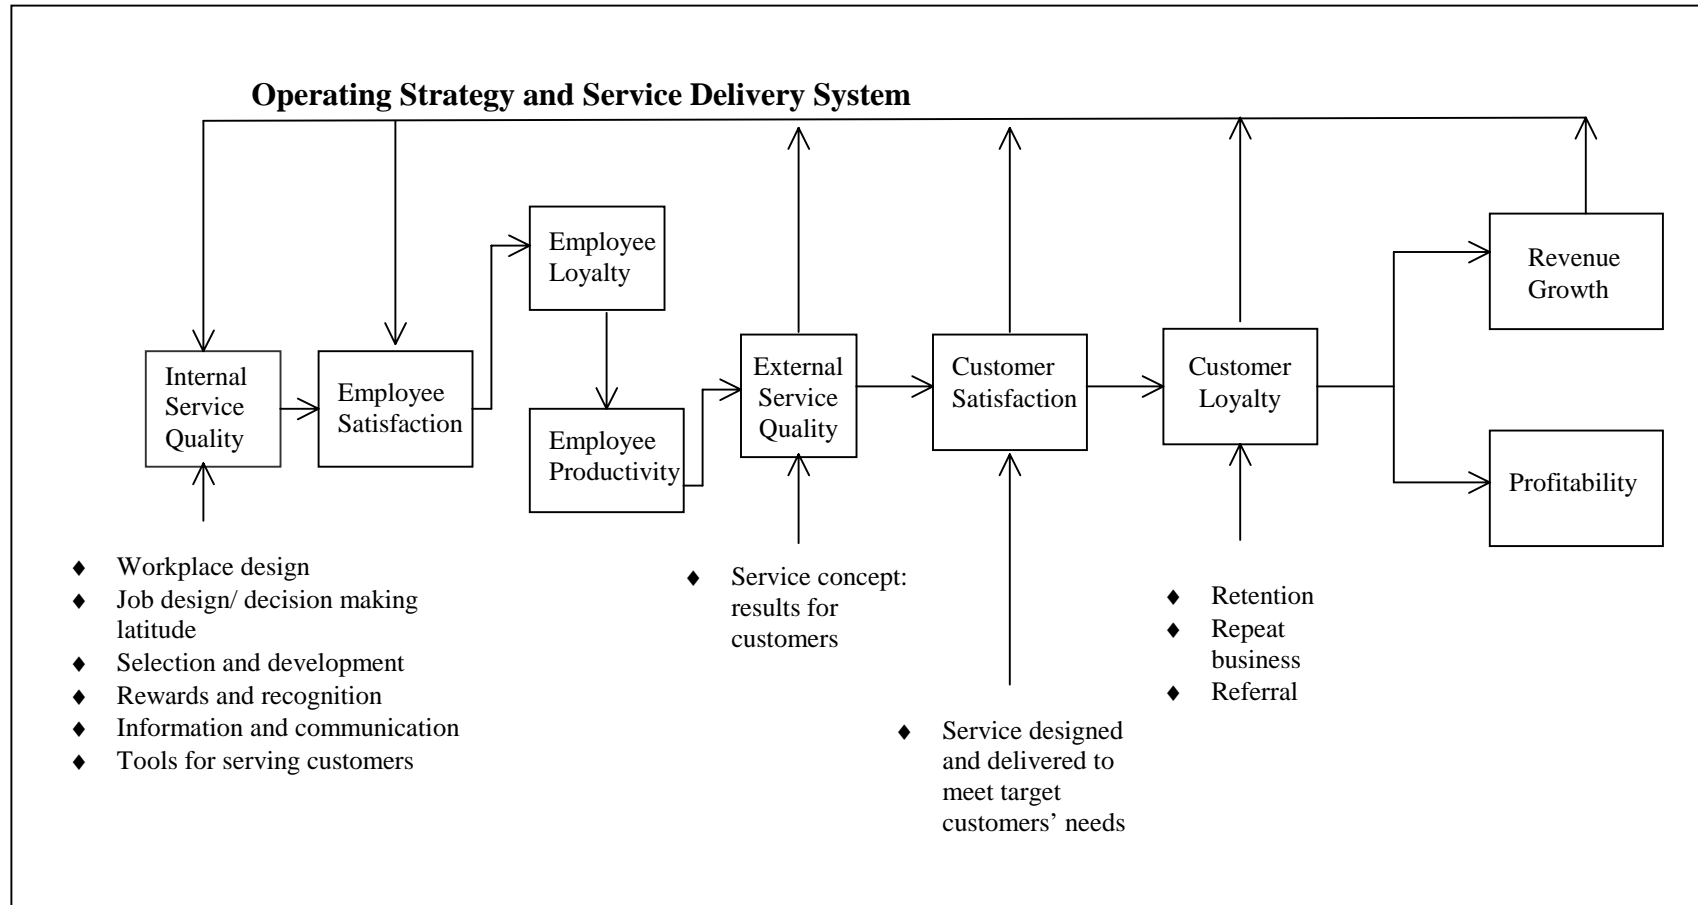 Operating Strategy and Service Delivery System
Employee
Loyalty
Revenue
Growth
Internal
Service
Quality
Employee
Satisfaction
Employee
Productivity
External
Service
Quality
Customer
Satisfaction
Customer
Loyalty
Profitability
♦ Workplace design
♦ Job design/ decision making
latitude
♦ Selection and development
♦ Rewards and recognition
♦ Information and communication
♦ Tools for serving customers
♦ Service concept:
results for
customers
♦ Service designed
and delivered to
meet target
customers’ needs
♦ Retention
♦ Repeat
business
♦ Referral